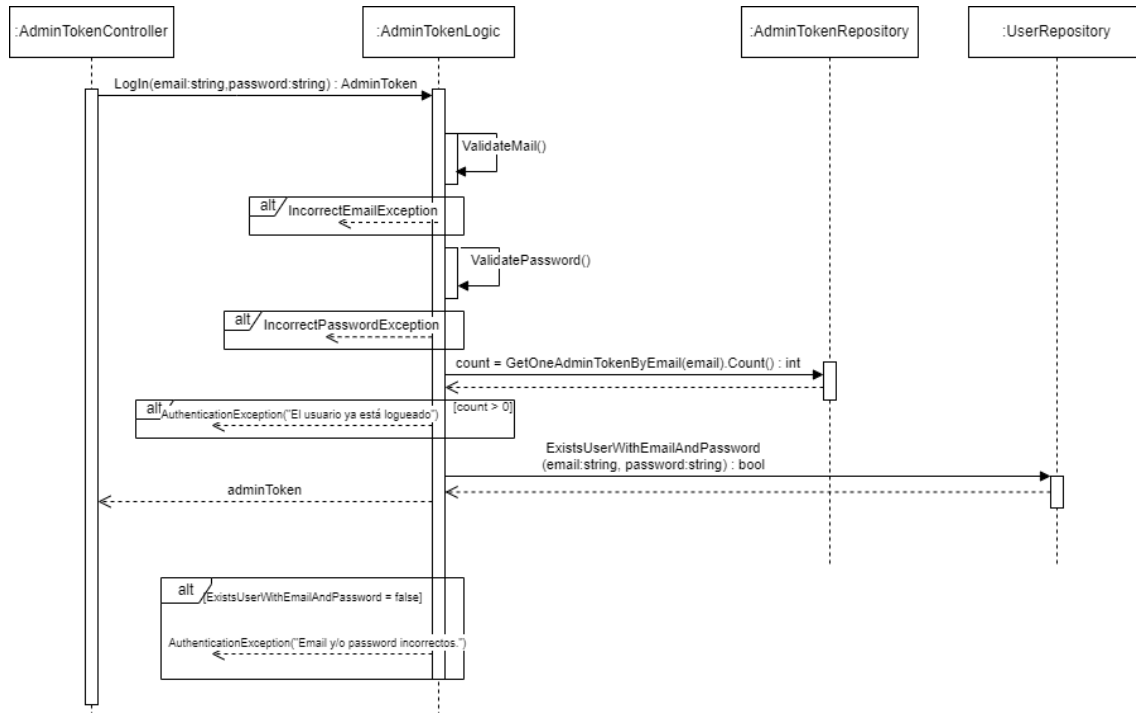 :AdminTokenController
:AdminTokenLogic
:AdminTokenRepository
:UserRepository
LogIn(email:string,password:string) : AdminToken
ValidateMail()
alt
IncorrectEmailException
ValidatePassword()
alt
IncorrectPasswordException
count = GetOneAdminTokenByEmail(email).Count() : int
alt
[count > 0]
AuthenticationException("El usuario ya está logueado")
ExistsUserWithEmailAndPassword
(email:string, password:string) : bool
adminToken
alt
[ExistsUserWithEmailAndPassword = false]
AuthenticationException("Email y/o password incorrectos.")